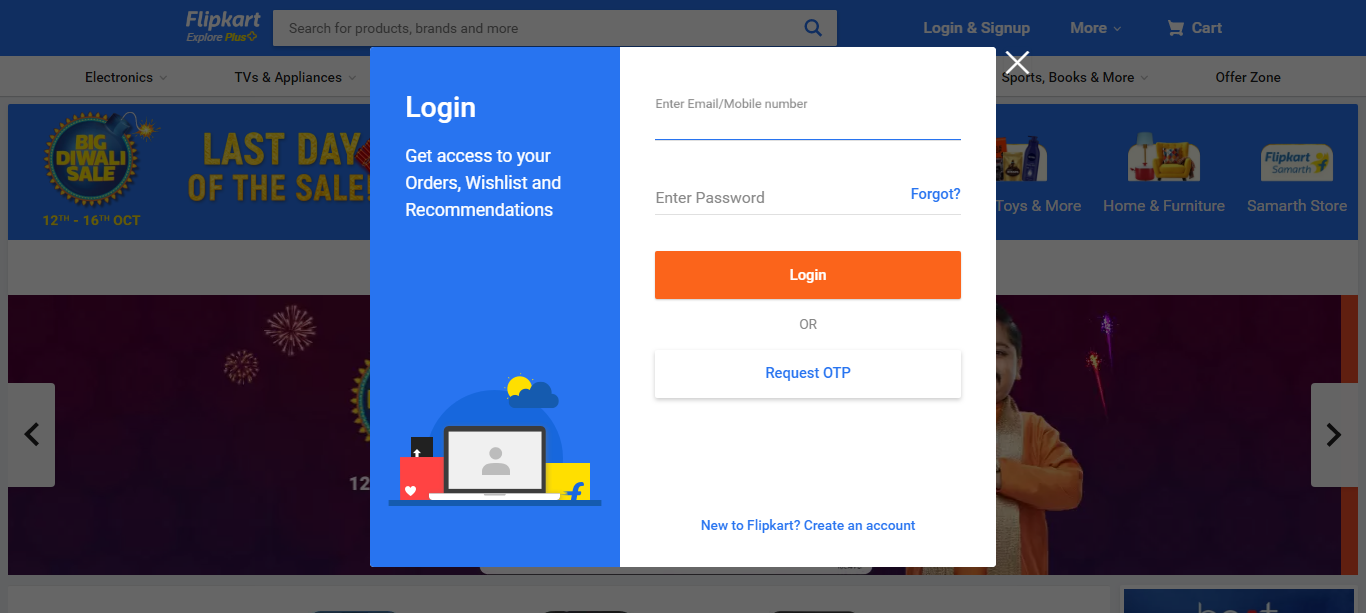 Flipkart
Explore Plus
Search for products, brands and more
Login & Signup
More
Cart
Electronics
TVs & Appliances
Sports, Books & More
Offer Zone
BIG
DIWALI
SALE
12TH - 16TH OCT
LAST DAY
OF THE SALE!
Toys & More
Home & Furniture
Flipkart
Samarth
Samarth Store
Login
Get access to your
Orders, Wishlist and
Recommendations
Enter Email/Mobile number
Enter Password
Forgot?
Login
OR
Request OTP
New to Flipkart? Create an account
12